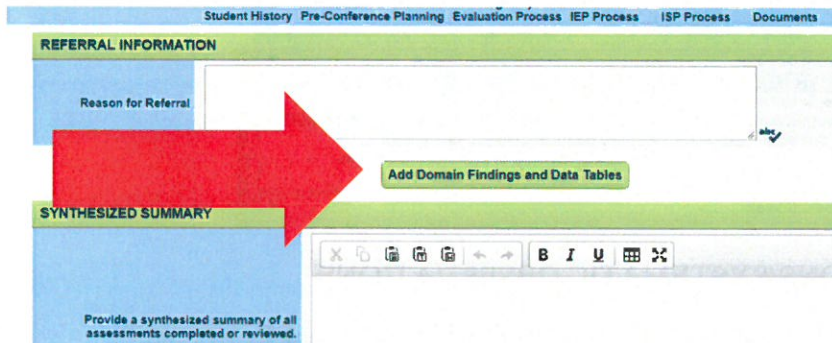 Student History Pre-Conference Planning Evaluation Process IEP Process ISP Process Documents
REFERRAL INFORMATION
Reason for Referral
abc
Add Domain Findings and Data Tables
SYNTHESIZED SUMMARY
B I U
Provide a synthesized summary of all
assessments completed or reviewed.